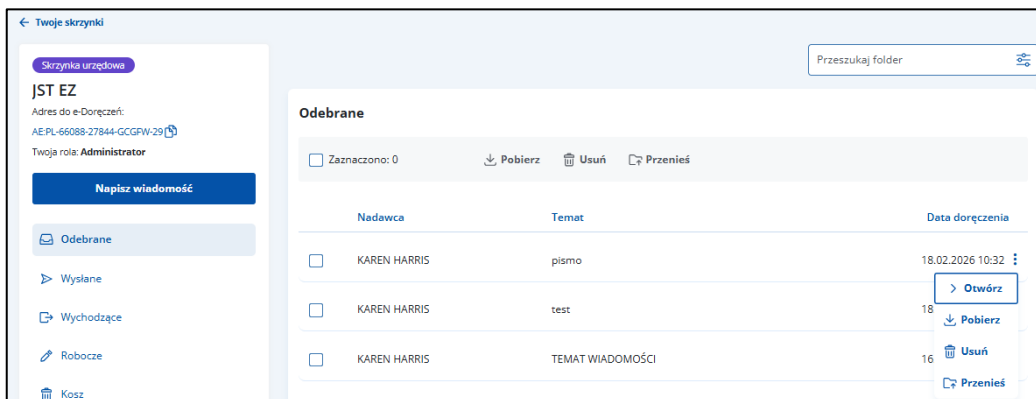 ← Twoje skrzynki
Skrzynka urzędowa
JST EZ
Adres do e-Doręczeń:
AE:PL-66088-27844-GCGFW-29
Twoja rola: Administrator
Napisz wiadomość
Odebrane
Wysłane
Wychodzące
Robocze
Kosz
Przeszukaj folder
Odebrane
Zaznaczono: 0 Pobierz Usuń Przenieś
Nadawca Temat Data doręczenia
KAREN HARRIS pismo 18.02.2026 10:32
KAREN HARRIS test 18
KAREN HARRIS TEMAT WIADOMOŚCI 16
> Otwórz
Pobierz
Usuń
Przenieś